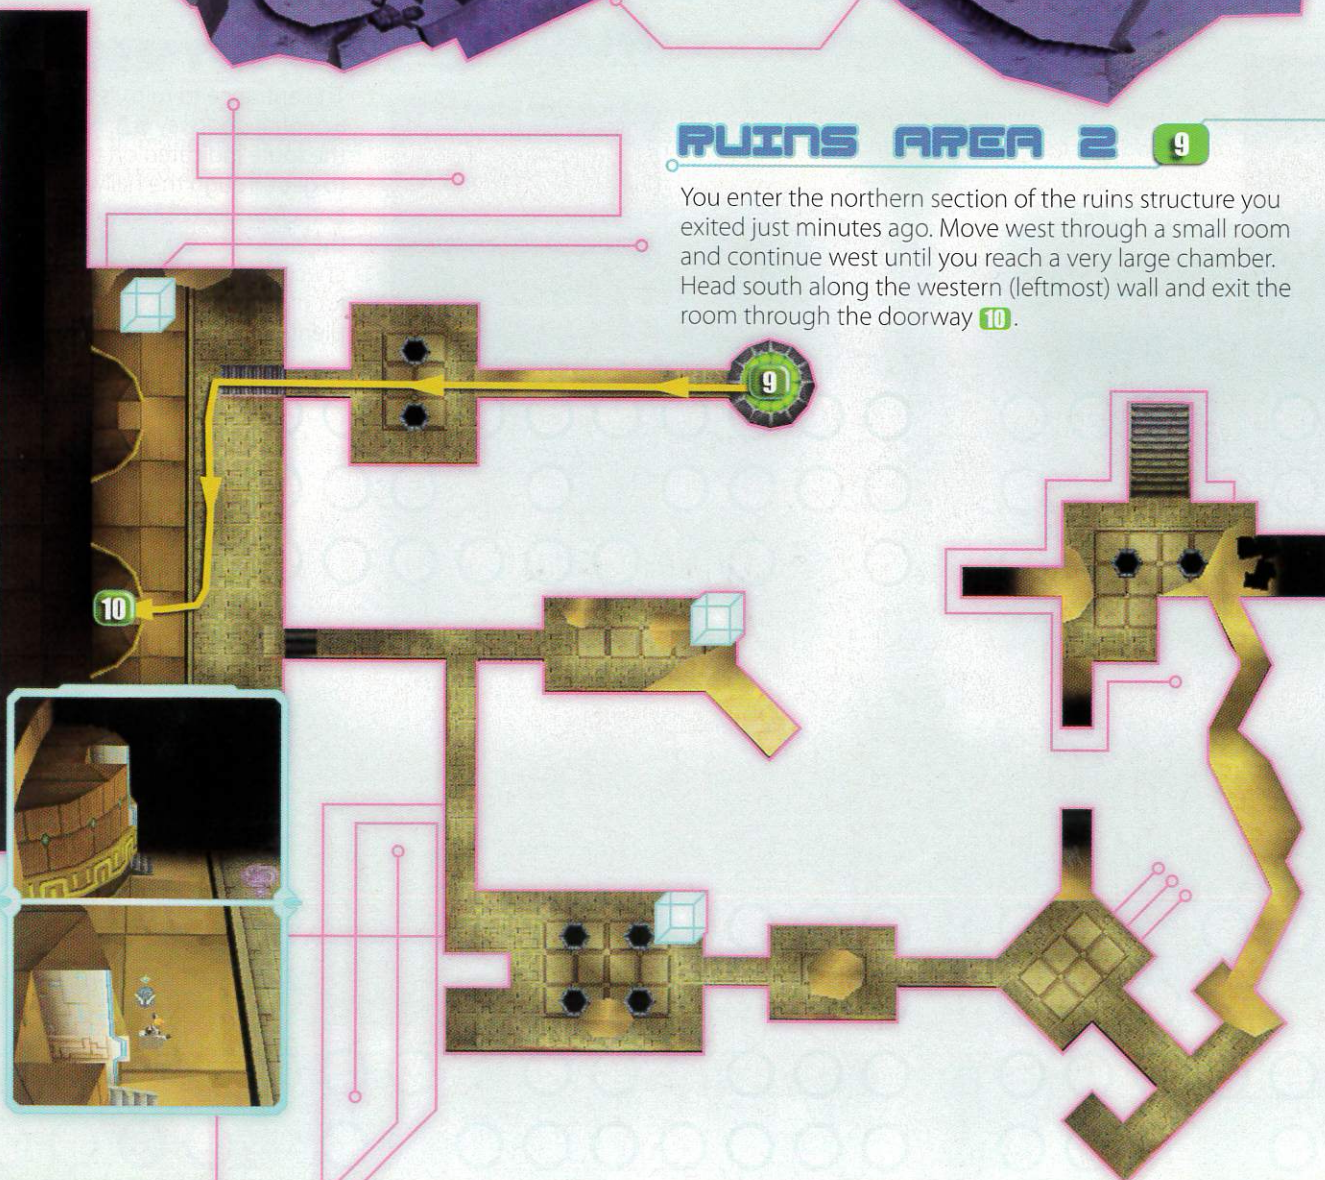 RUINS AREA 2 9
You enter the northern section of the ruins structure you
exited just minutes ago. Move west through a small room
and continue west until you reach a very large chamber.
Head south along the western (leftmost) wall and exit the
room through the doorway 10.
9
10